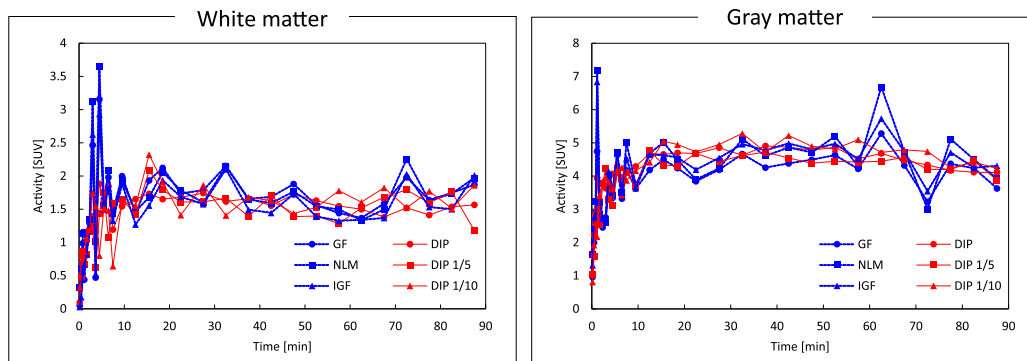 White matter
4
3.5
3
2.5
2
1.5
1
0.5
0
Activity [SUV]
0 10 20 30 40 50 60 70 80 90
Time [min]
GF DIP
NLM DIP 1/5
IGF DIP 1/10
Gray matter
8
7
6
5
4
3
2
1
0
Activity [SUV]
0 10 20 30 40 50 60 70 80 90
Time [min]
GF DIP
NLM DIP 1/5
IGF DIP 1/10